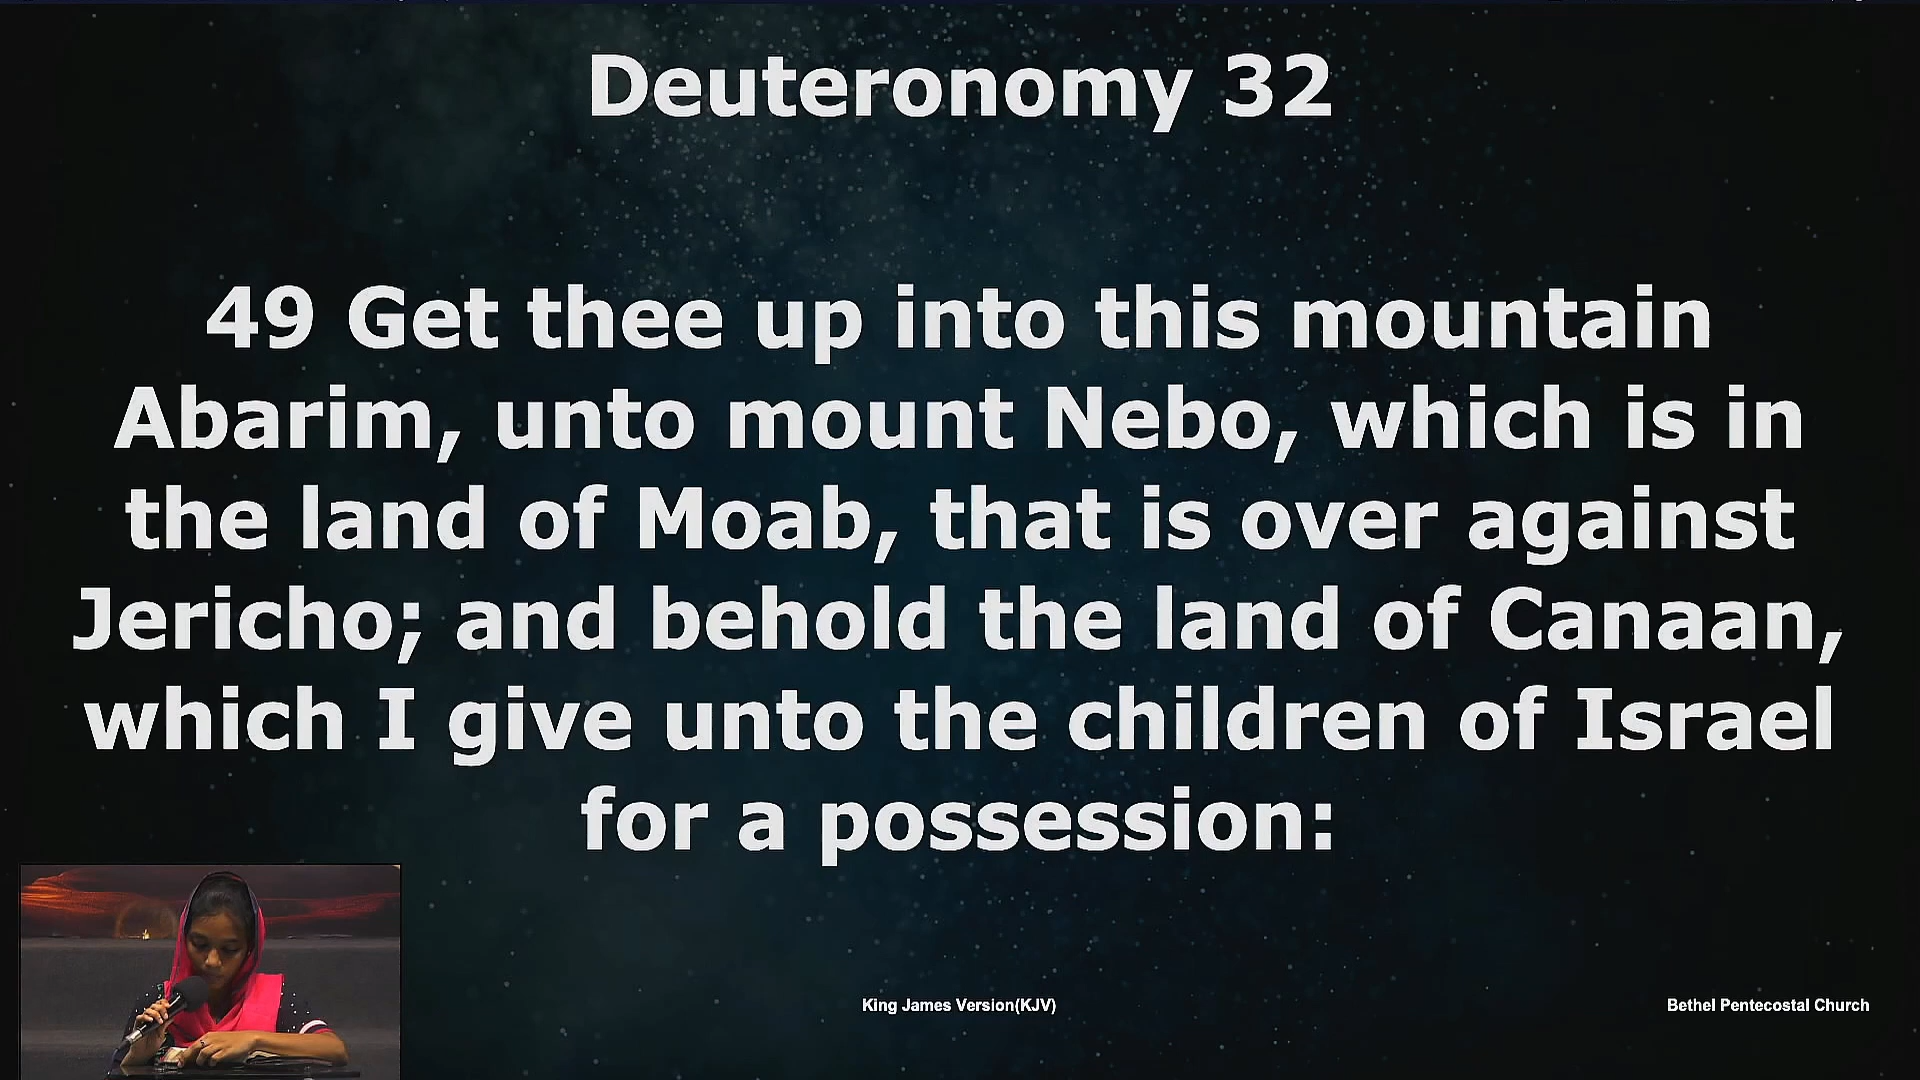 Deuteronomy 32
49 Get thee up into this mountain
Abarim, unto mount Nebo, which is in
the land of Moab, that is over against
Jericho; and behold the land of Canaan,
which I give unto the children of Israel
for a possession:
King James Version(KJV)
Bethel Pentecostal Church